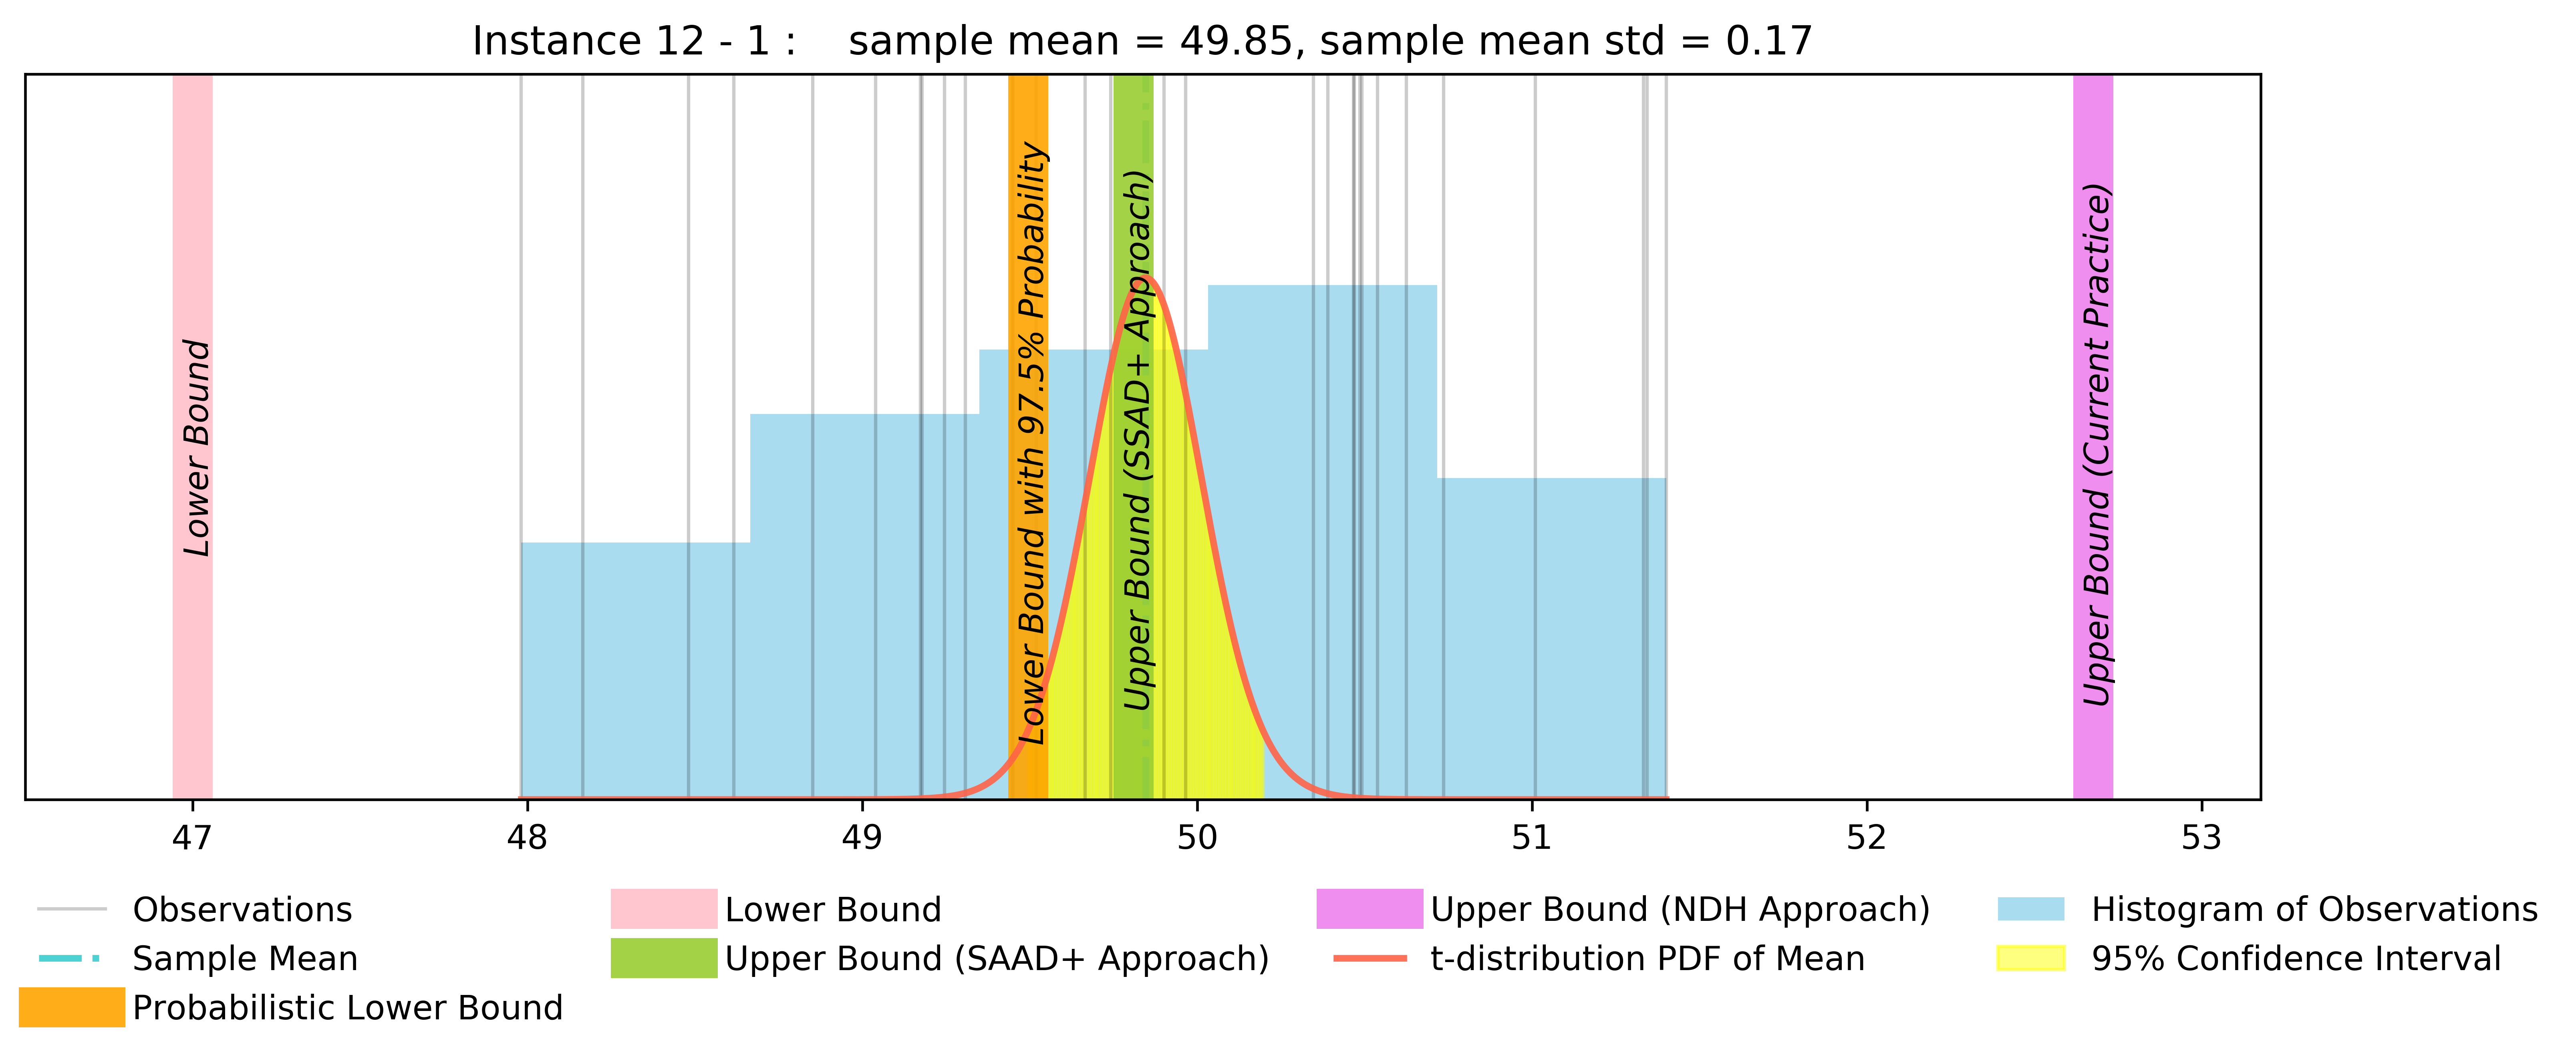 Instance 12 - 1 :    sample mean = 49.85, sample mean std = 0.17
Lower Bound
Lower Bound with 97.5% Probability
Upper Bound (SSAD+ Approach)
Upper Bound (Current Practice)
47 48 49 50 51 52 53
Observations
Sample Mean
Probabilistic Lower Bound
Lower Bound
Upper Bound (SAAD+ Approach)
Upper Bound (NDH Approach)
t-distribution PDF of Mean
Histogram of Observations
95% Confidence Interval